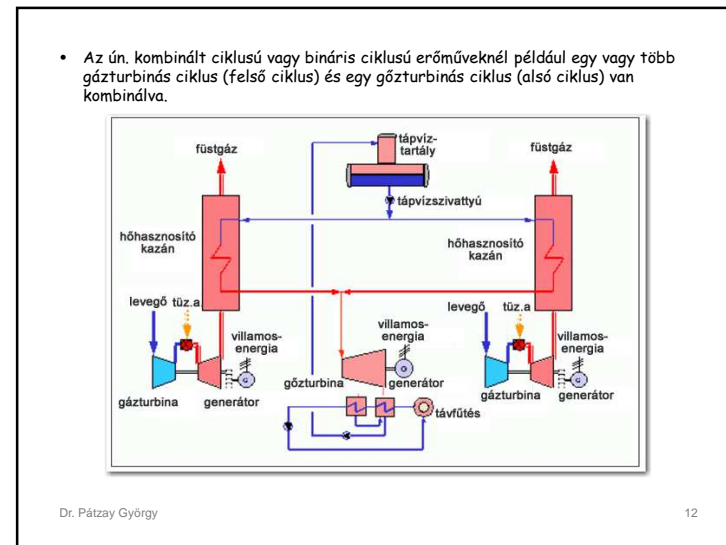 • Az ún. kombinált ciklusú vagy bináris ciklusú erőműveknél például egy vagy több
gázturbinás ciklus (felső ciklus) és egy gőzturbinás ciklus (alsó ciklus) van
kombinálva.
füstgáz
tápvíz-
tartály
füstgáz
tápvízszivattyú
hőhasznosító
kazán
hőhasznosító
kazán
levegő tüz.a
levegő tüz.a
villamos-
energia
villamos-
energia
villamos-
energia
G
G
G
gázturbina
generátor
gőzturbina
generátor
gázturbina
generátor
távfűtés
Dr. Pátzay György
12